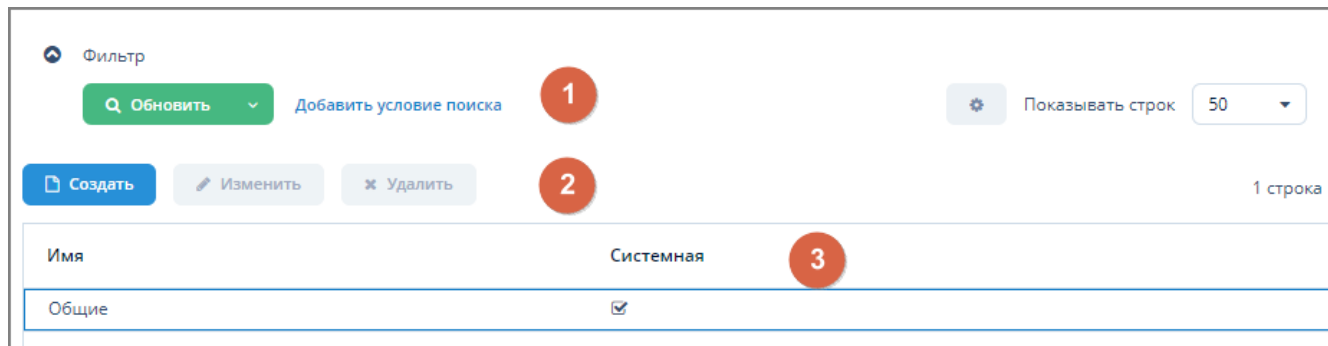 Фильтр
Обновить Добавить условие поиска 1 Показывать строк 50
Создать Изменить Удалить 2 1 строка
Имя Системная 3
Общие